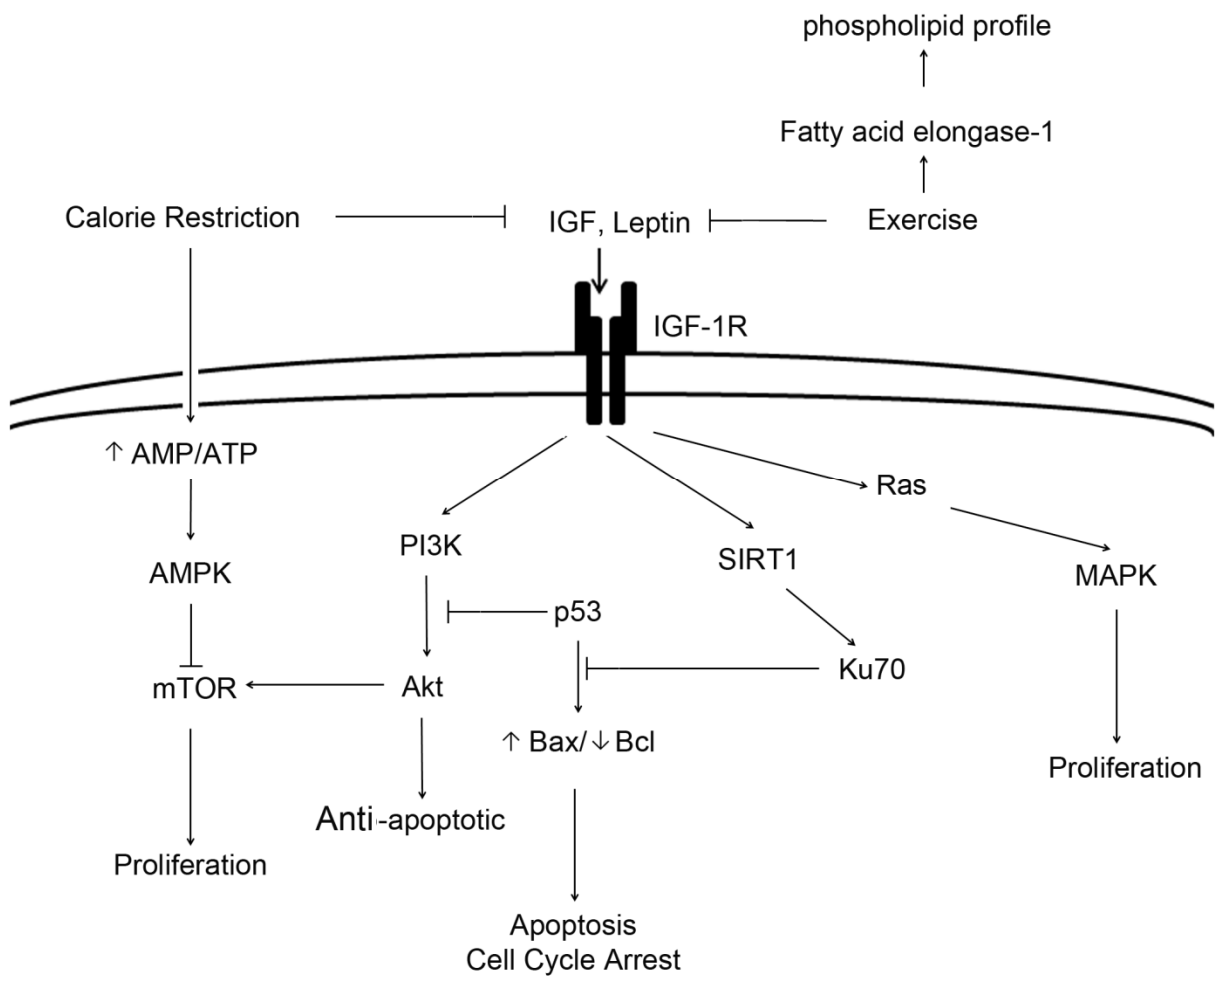 phospholipid profile
Fatty acid elongase-1
Calorie Restriction
IGF, Leptin
Exercise
IGF-1R
↑ AMP/ATP
Ras
PI3K
SIRT1
AMPK
MAPK
p53
Ku70
mTOR
Akt
↑ Bax/↓Bcl
Proliferation
Anti-apoptotic
Proliferation
Apoptosis
Cell Cycle Arrest